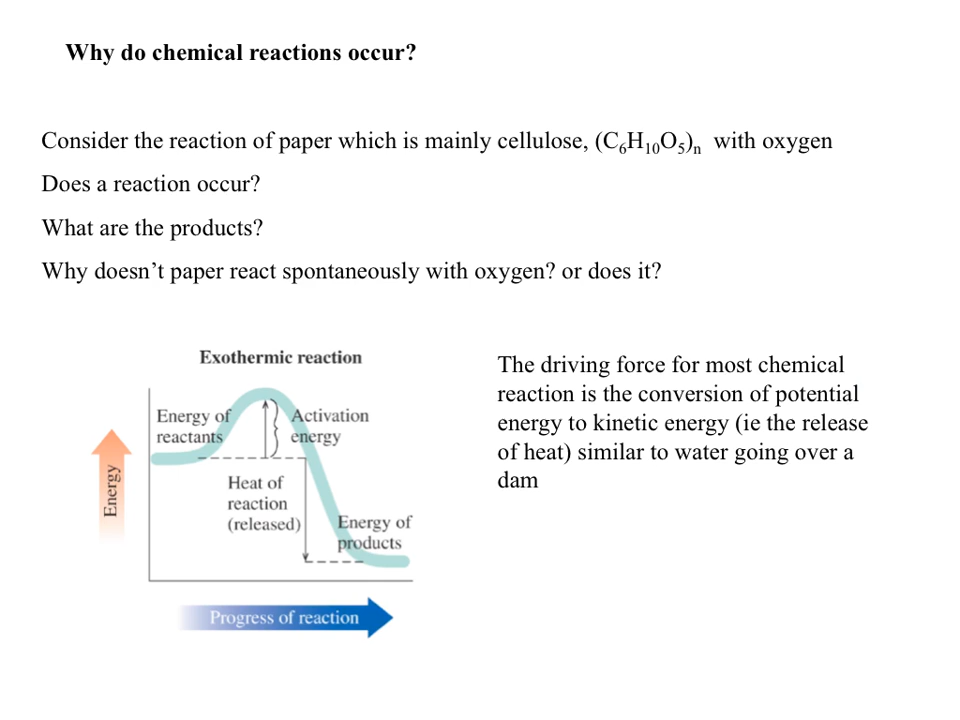 Why do chemical reactions occur?
Consider the reaction of paper which is mainly cellulose, (C₆H₁₀O₅)ₙ with oxygen
Does a reaction occur?
What are the products?
Why doesn’t paper react spontaneously with oxygen? or does it?
Exothermic reaction
Energy of
reactants
Activation
energy
Energy
Heat of
reaction
(released)
Energy of
products
Progress of reaction
The driving force for most chemical
reaction is the conversion of potential
energy to kinetic energy (ie the release
of heat) similar to water going over a
dam